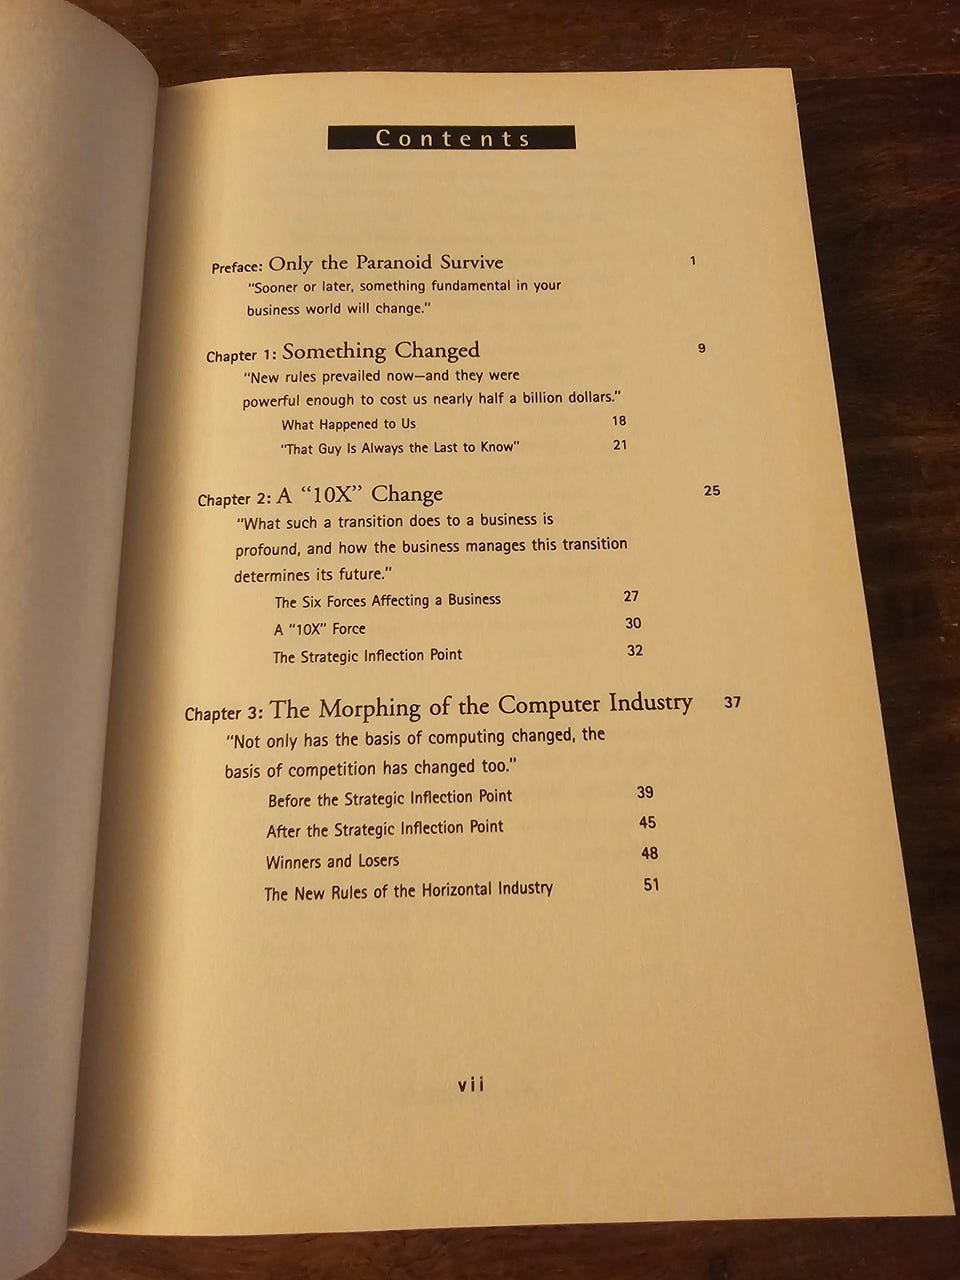 Contents
Preface: Only the Paranoid Survive 1
"Sooner or later, something fundamental in your
business world will change."
Chapter 1: Something Changed 9
"New rules prevailed now—and they were
powerful enough to cost us nearly half a billion dollars."
What Happened to Us 18
"That Guy Is Always the Last to Know" 21
Chapter 2: A "10X" Change 25
"What such a transition does to a business is
profound, and how the business manages this transition
determines its future."
The Six Forces Affecting a Business 27
A "10X" Force 30
The Strategic Inflection Point 32
Chapter 3: The Morphing of the Computer Industry 37
"Not only has the basis of computing changed, the
basis of competition has changed too."
Before the Strategic Inflection Point 39
After the Strategic Inflection Point 45
Winners and Losers 48
The New Rules of the Horizontal Industry 51
vii